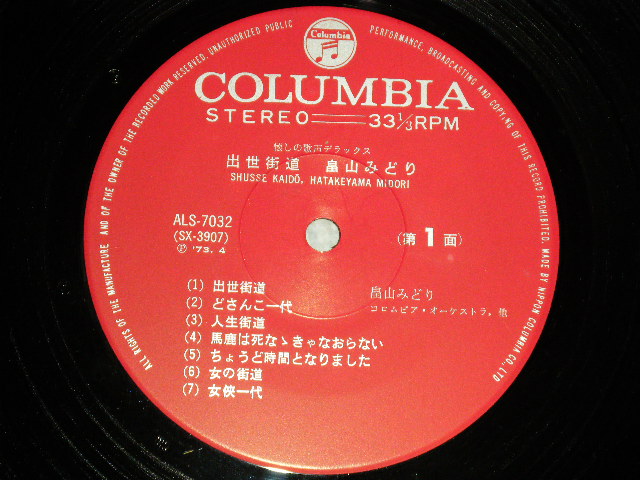 ALL RIGHTS OF THE MANUFACTURE AND OF THE OWNER OF THE RECORDED WORK RESERVED. UNAUTHORIZED PUBLIC PERFORMANCE, BROADCASTING AND COPYING OF THIS RECORD PROHIBITED. MADE BY NIPPON COLUMBIA CO., LTD.
Columbia
COLUMBIA
STEREO 33 1/3 RPM
懐しの歌声デラックス
出世街道 畠山みどり
SHUSSE KAIDŌ, HATAKEYAMA MIDORI
ALS-7032
(SX-3907)
Ⓟ '73. 4
(第1面)
(1) 出世街道
(2) どさんこ一代
(3) 人生街道
(4) 馬鹿は死なゝきゃなおらない
(5) ちょうど時間となりました
(6) 女の街道
(7) 女侠一代
畠山みどり
コロムビア・オーケストラ，他